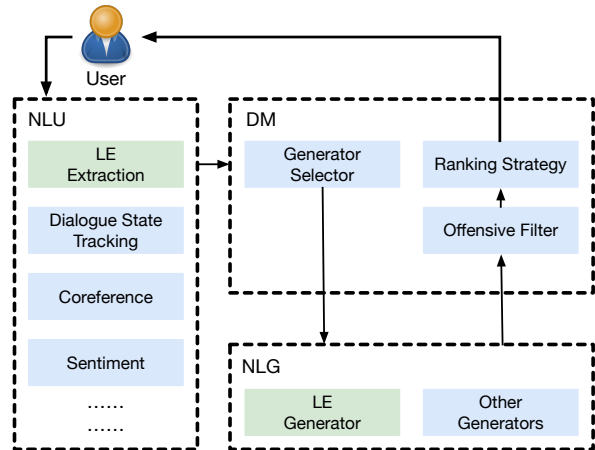 User
NLU
LE
Extraction
Dialogue State
Tracking
Coreference
Sentiment
......
......
DM
Generator
Selector
Ranking Strategy
Offensive Filter
NLG
LE
Generator
Other
Generators